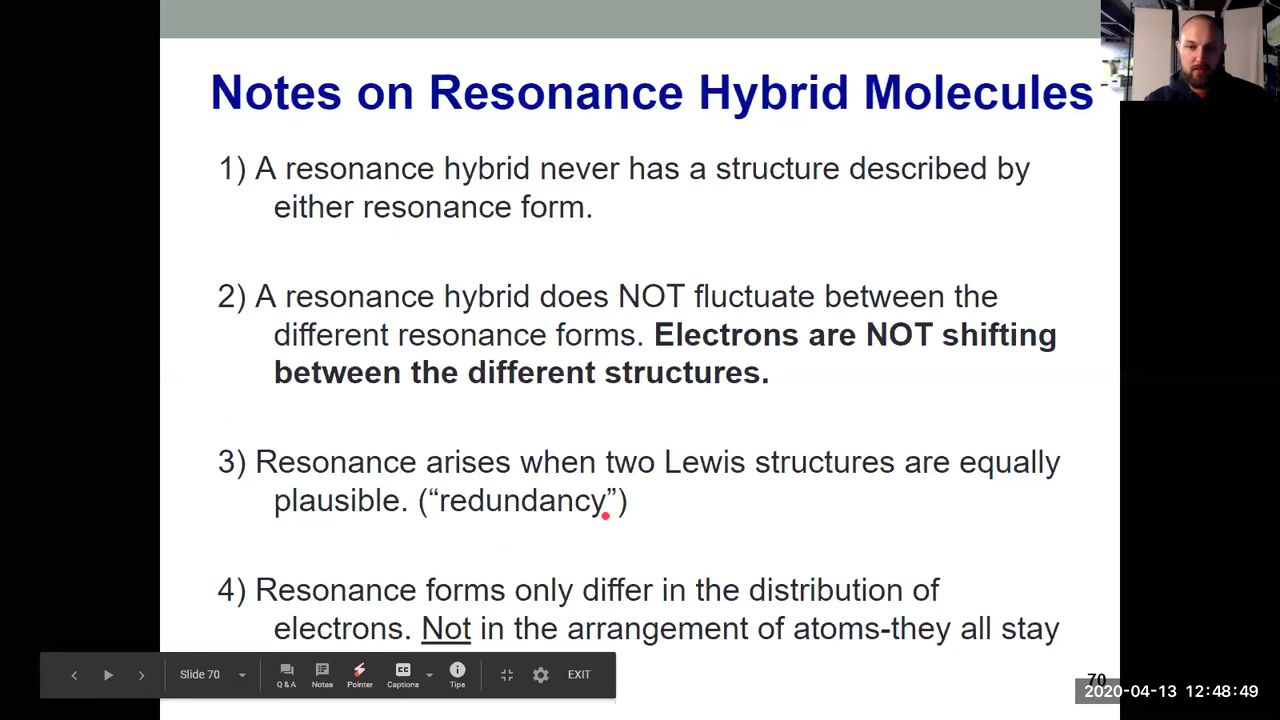 Notes on Resonance Hybrid Molecules
1) A resonance hybrid never has a structure described by
either resonance form.
2) A resonance hybrid does NOT fluctuate between the
different resonance forms. Electrons are NOT shifting
between the different structures.
3) Resonance arises when two Lewis structures are equally
plausible. (“redundancy”)
4) Resonance forms only differ in the distribution of
electrons. Not in the arrangement of atoms-they all stay
Slide 70
Q & A
Notes
Pointer
Captions
Tips
EXIT
70
2020-04-13 12:48:49